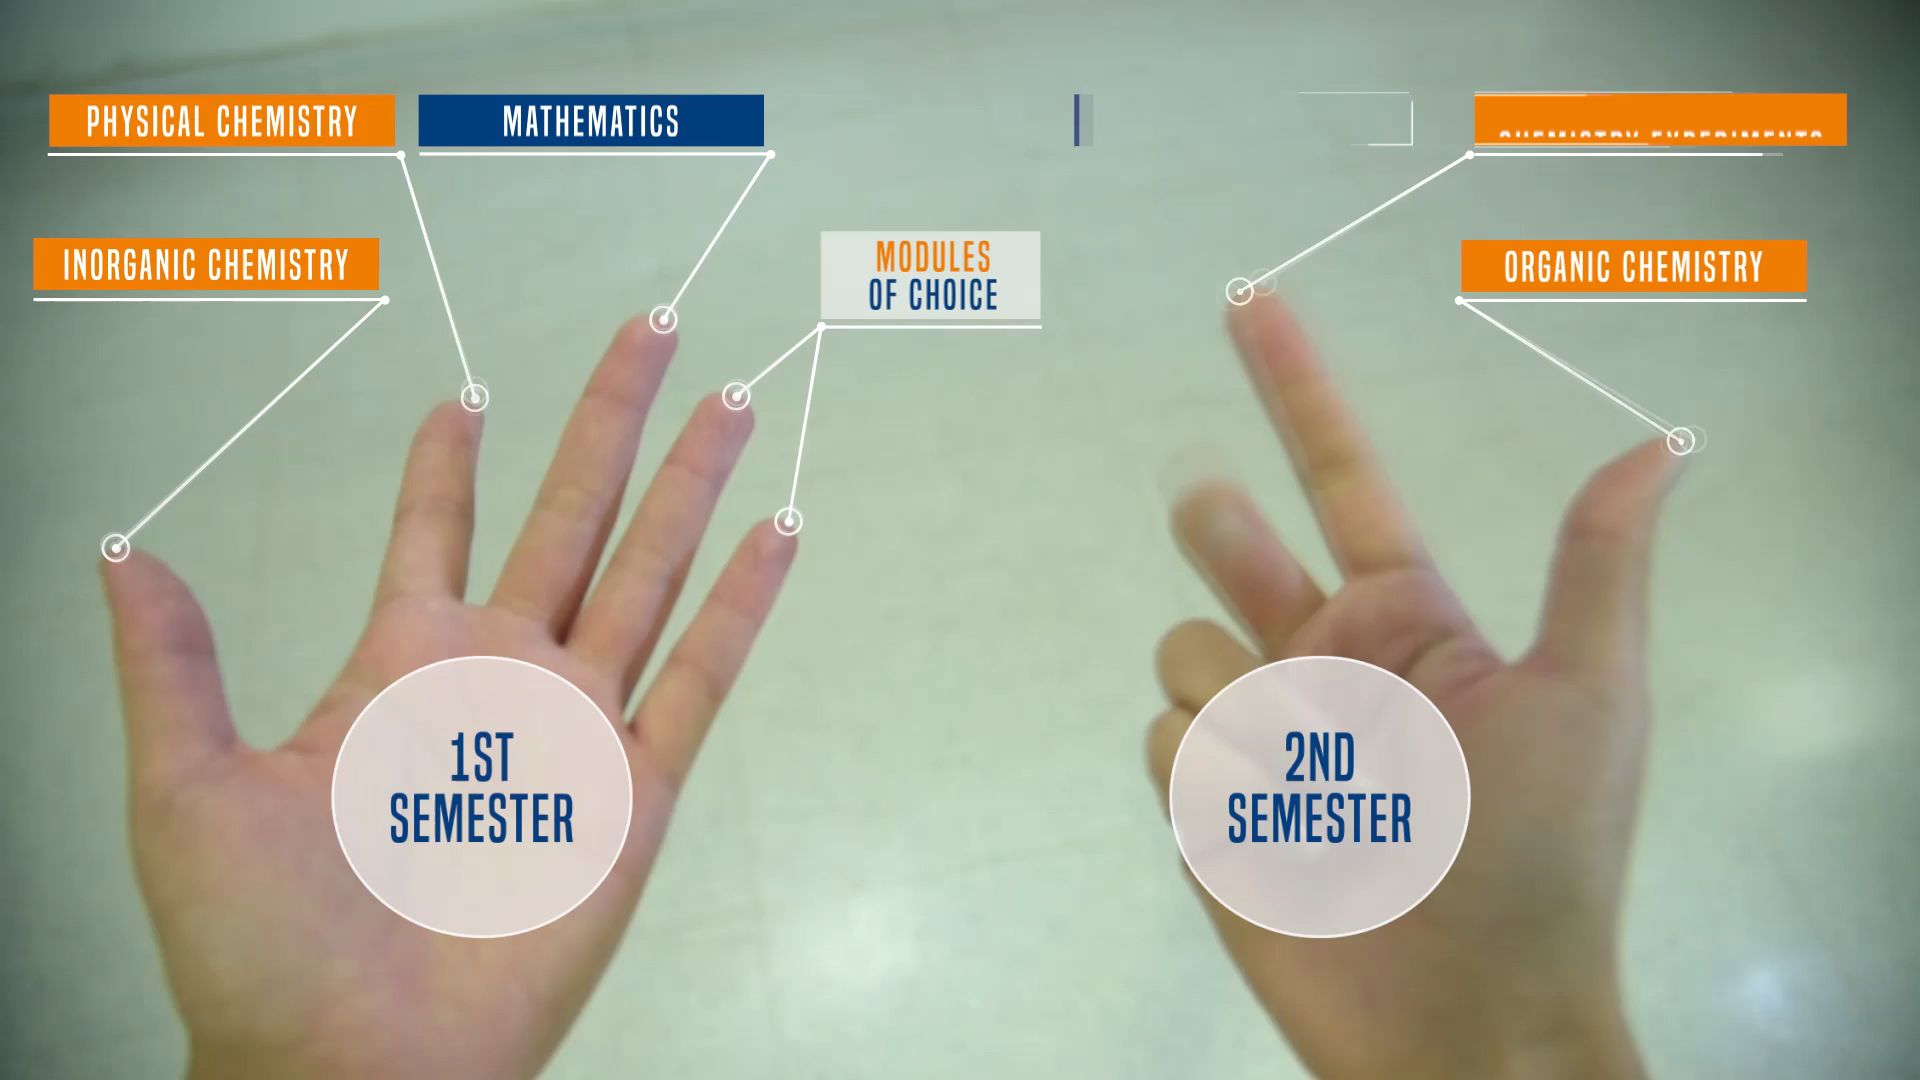 PHYSICAL CHEMISTRY
MATHEMATICS
INORGANIC CHEMISTRY
MODULES
OF CHOICE
ORGANIC CHEMISTRY
1ST
SEMESTER
2ND
SEMESTER